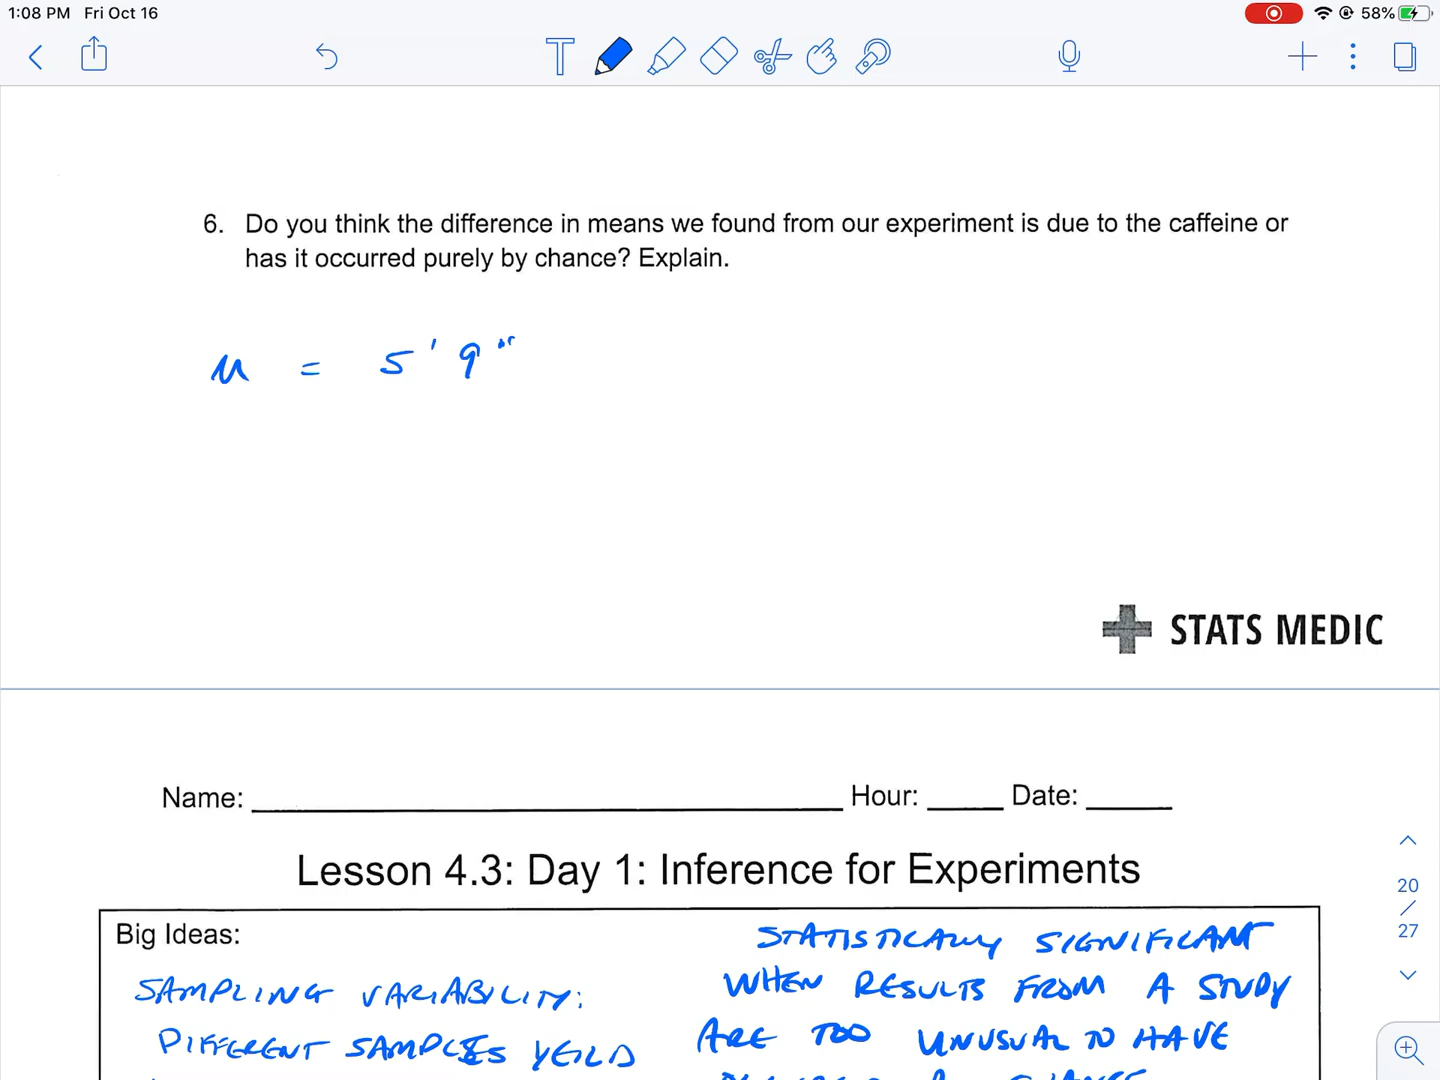 1:08 PM Fri Oct 16
58%
6. Do you think the difference in means we found from our experiment is due to the caffeine or
has it occurred purely by chance? Explain.
μ = 5' 9"
STATS MEDIC
Name: Hour: Date:
Lesson 4.3: Day 1: Inference for Experiments
Big Ideas:
SAMPLING VARIABILITY:
DIFFERENT SAMPLES YEILD
STATISTICALLY SIGNIFICANT
WHEN RESULTS FROM A STUDY
ARE TOO UNUSUAL TO HAVE
20
/
27